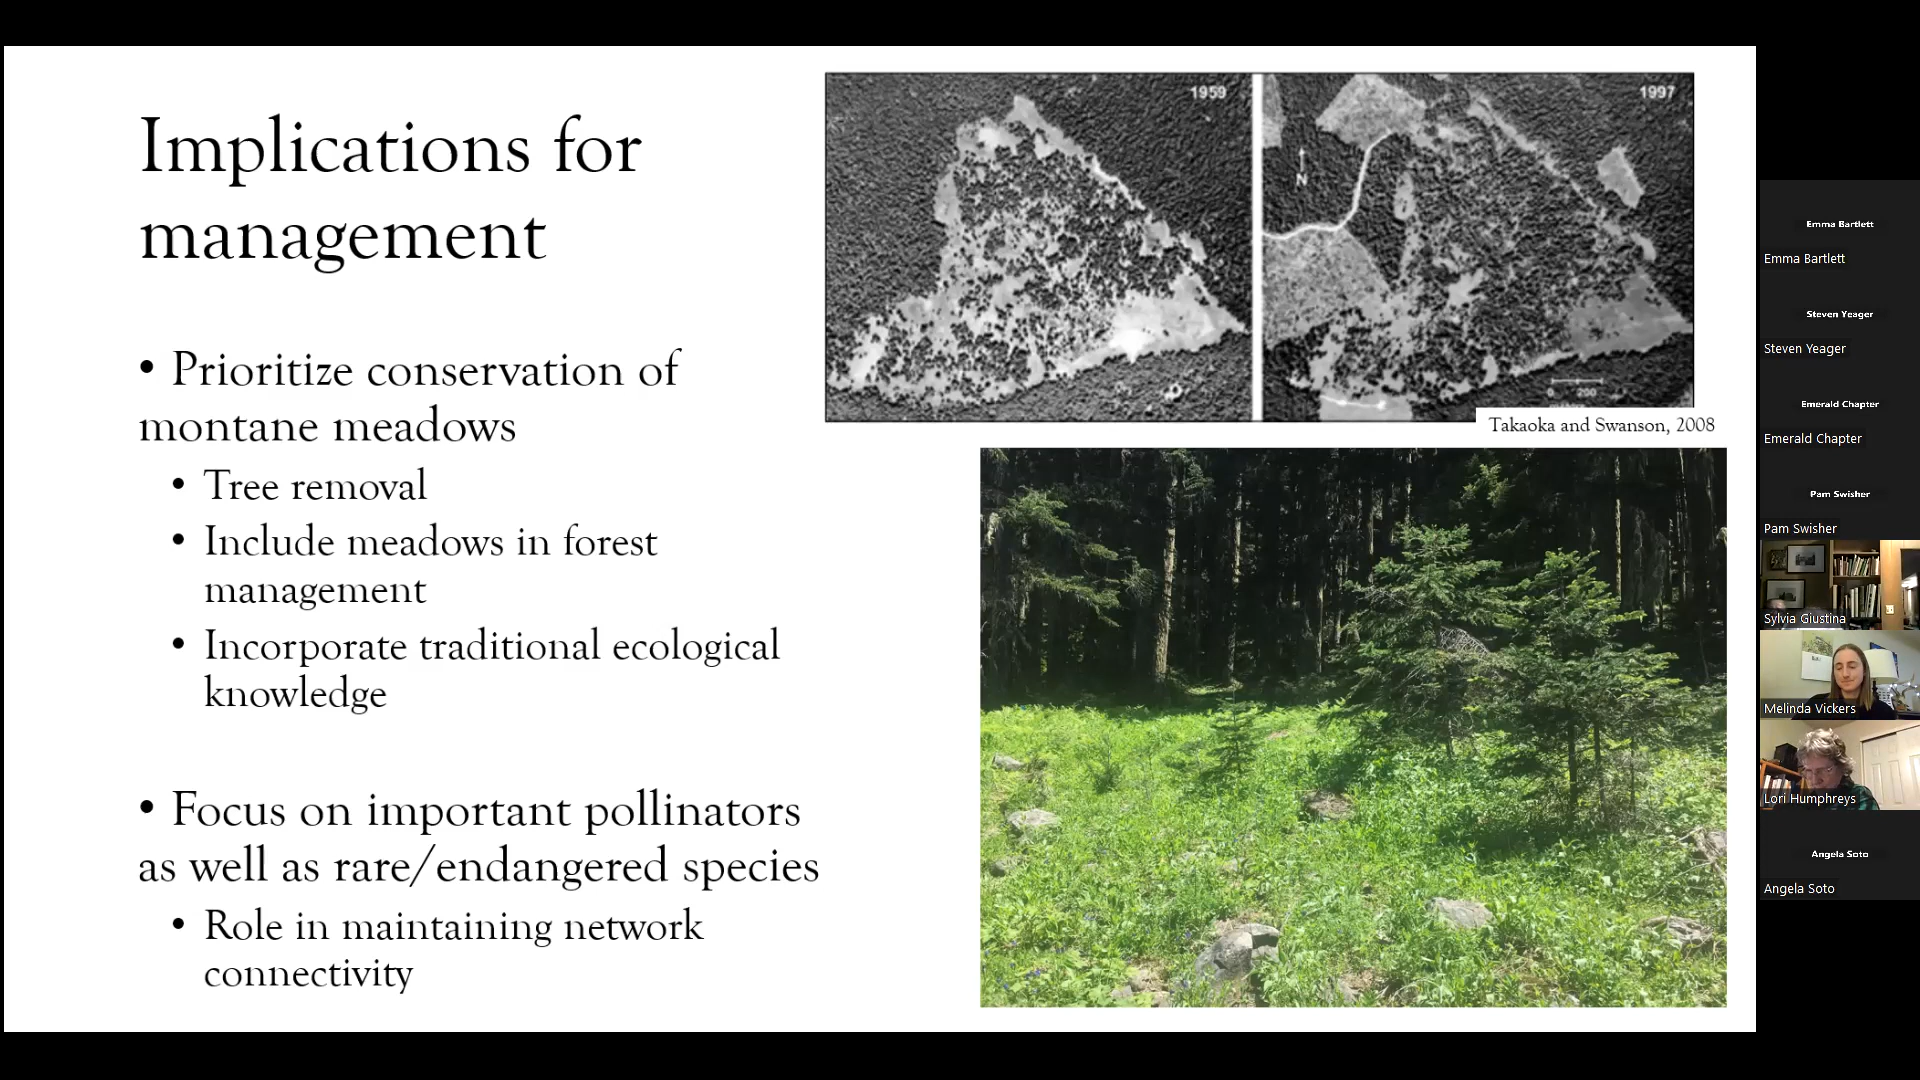 Implications for
management
• Prioritize conservation of
montane meadows
• Tree removal
• Include meadows in forest
management
• Incorporate traditional ecological
knowledge
• Focus on important pollinators
as well as rare/endangered species
• Role in maintaining network
connectivity
1959
1997
N
0 200
Takaoka and Swanson, 2008
Emma Bartlett
Emma Bartlett
Steven Yeager
Steven Yeager
Emerald Chapter
Emerald Chapter
Pam Swisher
Pam Swisher
Sylvia Giustina
Melinda Vickers
Lori Humphreys
Angela Soto
Angela Soto